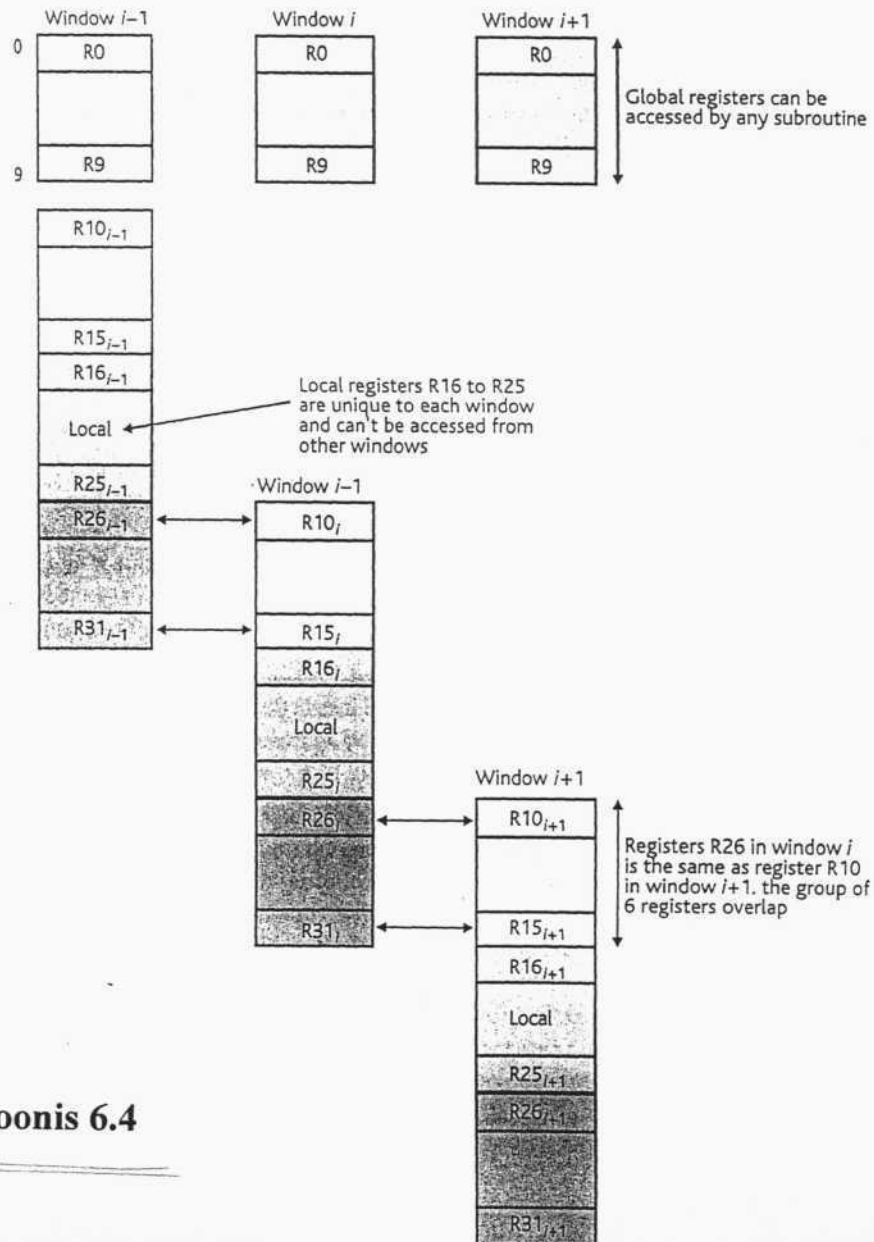 Window i–1
Window i
Window i+1
0
R0
R0
R0
Global registers can be
accessed by any subroutine
9
R9
R9
R9
R10i–1
R15i–1
R16i–1
Local registers R16 to R25
are unique to each window
and can't be accessed from
other windows
Local
R25i–1
Window i–1
R26i–1
R10i
R31i–1
R15i
R16i
Local
R25i
Window i+1
R26i
R10i+1
Registers R26 in window i
is the same as register R10
in window i+1. the group of
6 registers overlap
R31i
R15i+1
R16i+1
Local
R25i+1
R26i+1
R31i+1
oonis 6.4